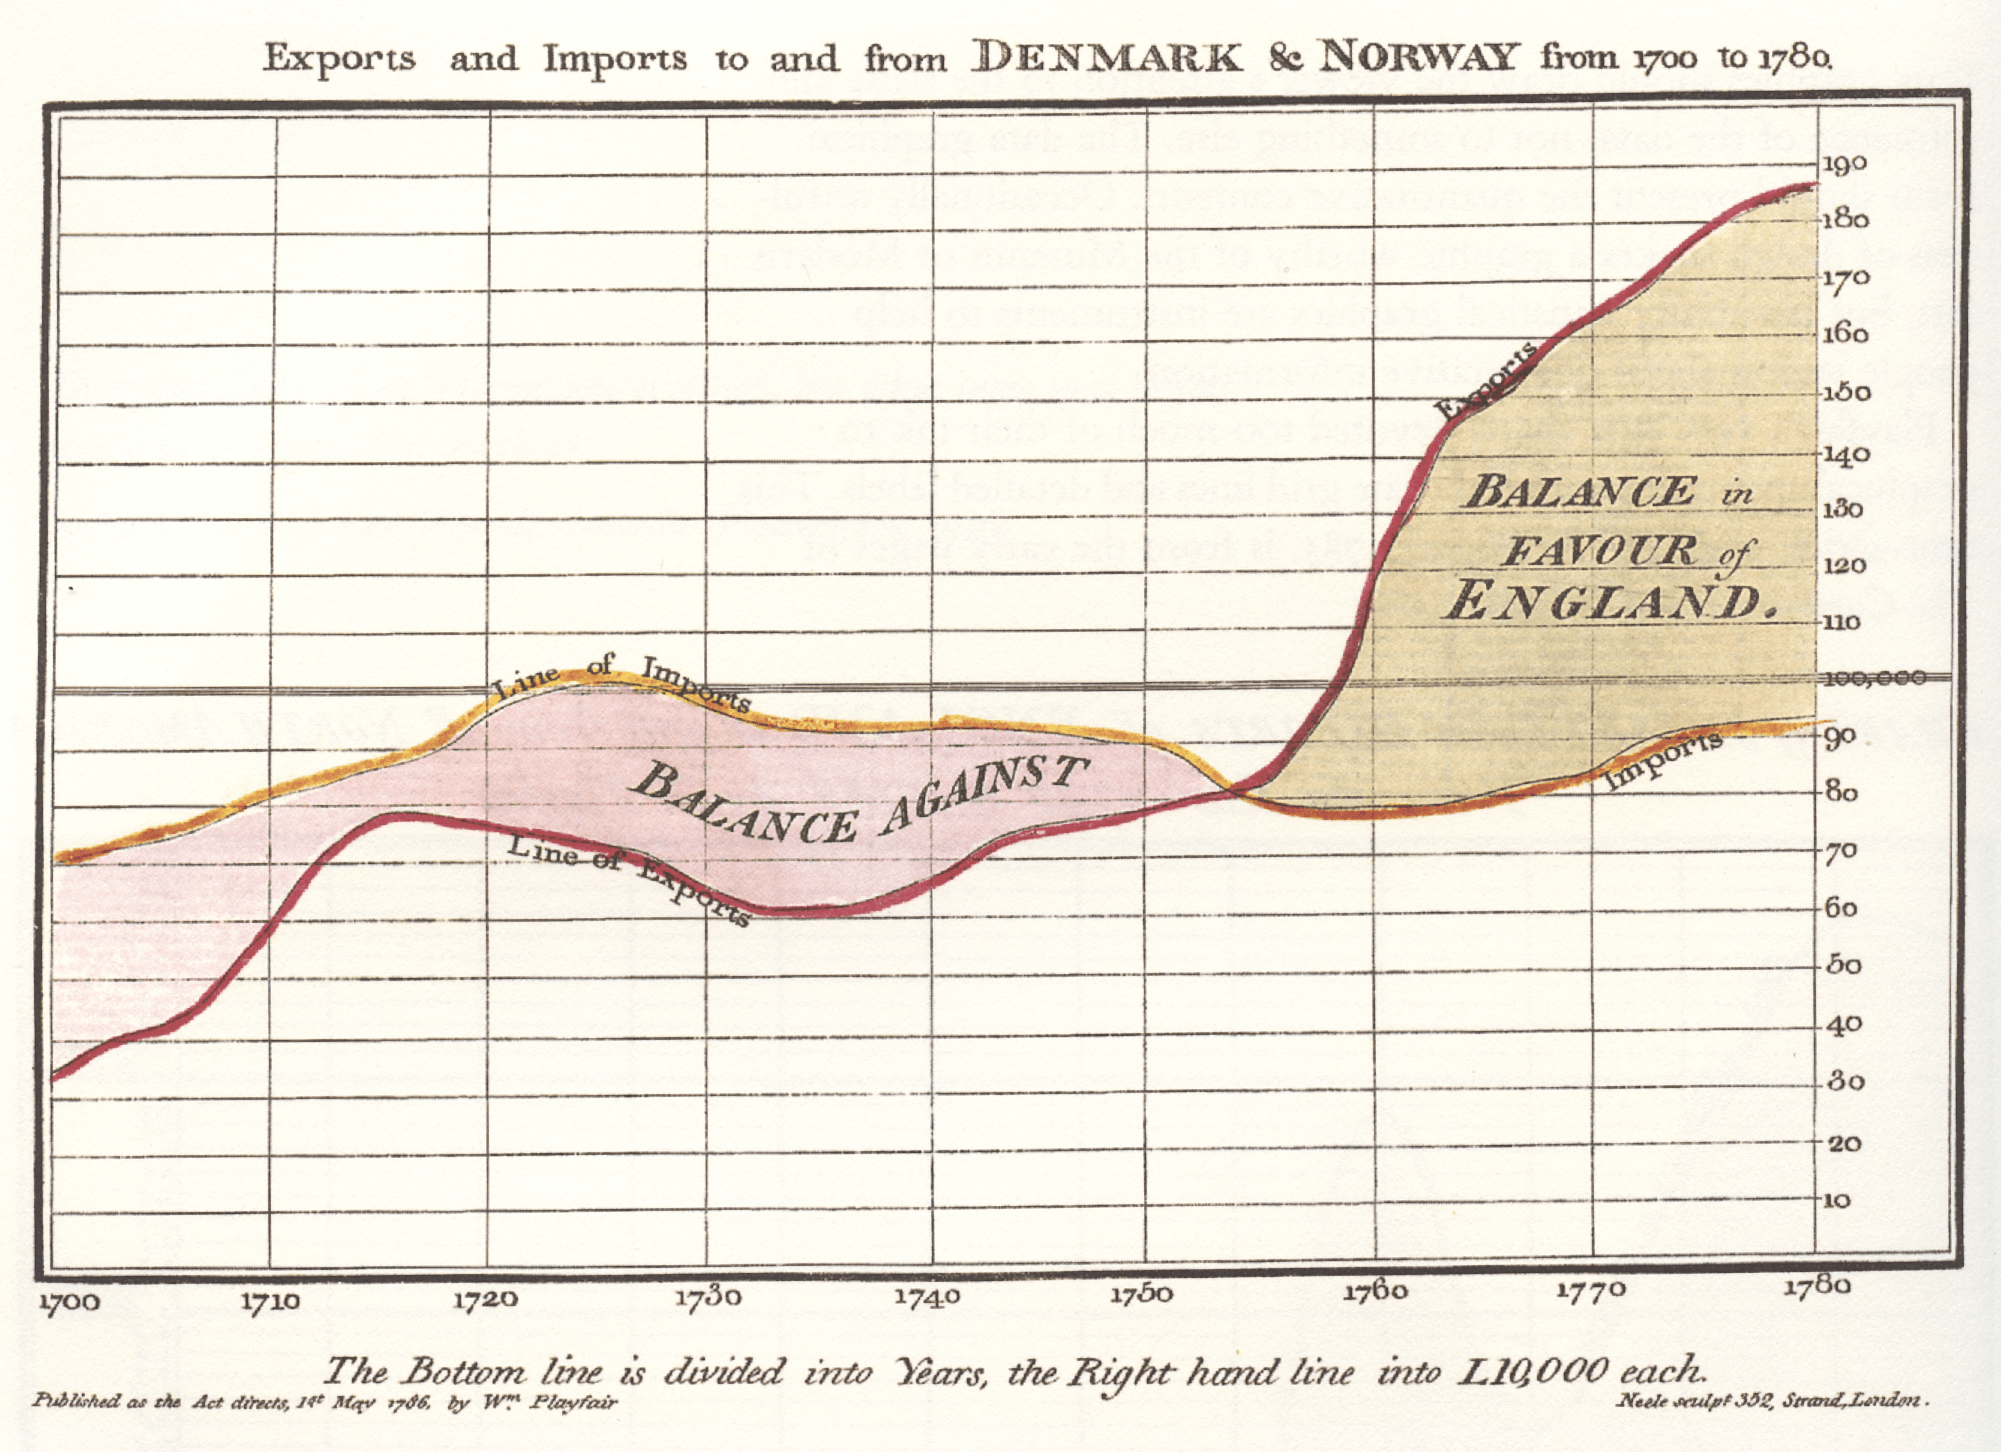 Exports and Imports to and from DENMARK & NORWAY from 1700 to 1780.
190
180
170
160
150
140
130
120
110
100,000
90
80
70
60
50
40
30
20
10
Exports
BALANCE in
FAVOUR of
ENGLAND.
Line of Imports
Imports
BALANCE AGAINST
Line of Exports
1700 1710 1720 1730 1740 1750 1760 1770 1780
The Bottom line is divided into Years, the Right hand line into L10,000 each.
Published as the Act directs, 1st May 1786, by Wm. Playfair
Neele sculpt 352, Strand, London.